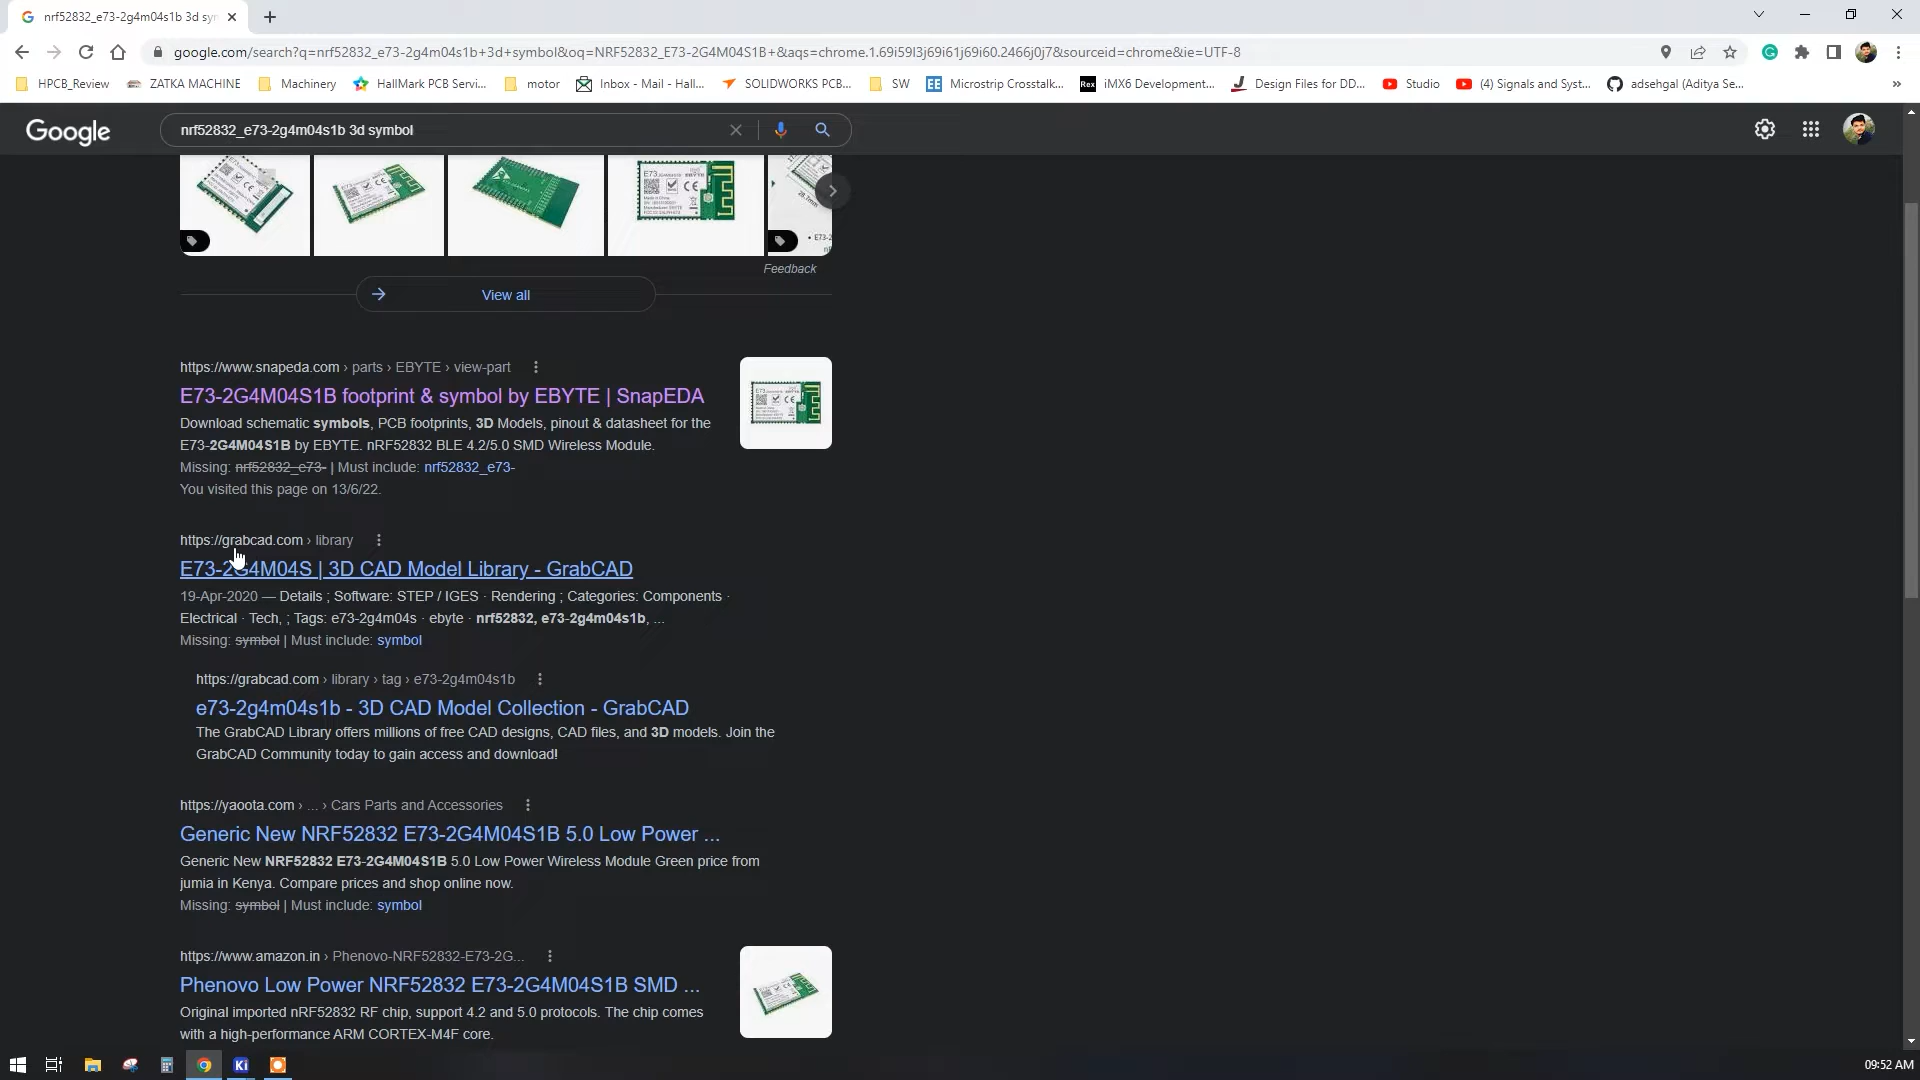 nrf52832_e73-2g4m04s1b 3d syn
google.com/search?q=nrf52832_e73-2g4m04s1b+3d+symbol&oq=NRF52832_E73-2G4M04S1B+&aqs=chrome.1.69i59l3j69i61j69i60.2466j0j7&sourceid=chrome&ie=UTF-8
HPCB_Review ZATKA MACHINE Machinery HallMark PCB Servi... motor Inbox - Mail - Hall... SOLIDWORKS PCB... SW EE Microstrip Crosstalk... Rex iMX6 Development... Design Files for DD... Studio (4) Signals and Syst... adsehgal (Aditya Se... »
Google
nrf52832_e73-2g4m04s1b 3d symbol
Feedback
View all
https://www.snapeda.com › parts › EBYTE › view-part
E73-2G4M04S1B footprint & symbol by EBYTE | SnapEDA
Download schematic symbols, PCB footprints, 3D Models, pinout & datasheet for the
E73-2G4M04S1B by EBYTE. nRF52832 BLE 4.2/5.0 SMD Wireless Module.
Missing: nrf52832_e73- | Must include: nrf52832_e73-
You visited this page on 13/6/22.
https://grabcad.com › library
E73-2G4M04S | 3D CAD Model Library - GrabCAD
19-Apr-2020 — Details ; Software: STEP / IGES · Rendering ; Categories: Components ·
Electrical · Tech, ; Tags: e73-2g4m04s · ebyte · nrf52832, e73-2g4m04s1b, ...
Missing: symbol | Must include: symbol
https://grabcad.com › library › tag › e73-2g4m04s1b
e73-2g4m04s1b - 3D CAD Model Collection - GrabCAD
The GrabCAD Library offers millions of free CAD designs, CAD files, and 3D models. Join the
GrabCAD Community today to gain access and download!
https://yaoota.com › ... › Cars Parts and Accessories
Generic New NRF52832 E73-2G4M04S1B 5.0 Low Power ...
Generic New NRF52832 E73-2G4M04S1B 5.0 Low Power Wireless Module Green price from
jumia in Kenya. Compare prices and shop online now.
Missing: symbol | Must include: symbol
https://www.amazon.in › Phenovo-NRF52832-E73-2G...
Phenovo Low Power NRF52832 E73-2G4M04S1B SMD ...
Original imported nRF52832 RF chip, support 4.2 and 5.0 protocols. The chip comes
with a high-performance ARM CORTEX-M4F core.
Ki
09:52 AM